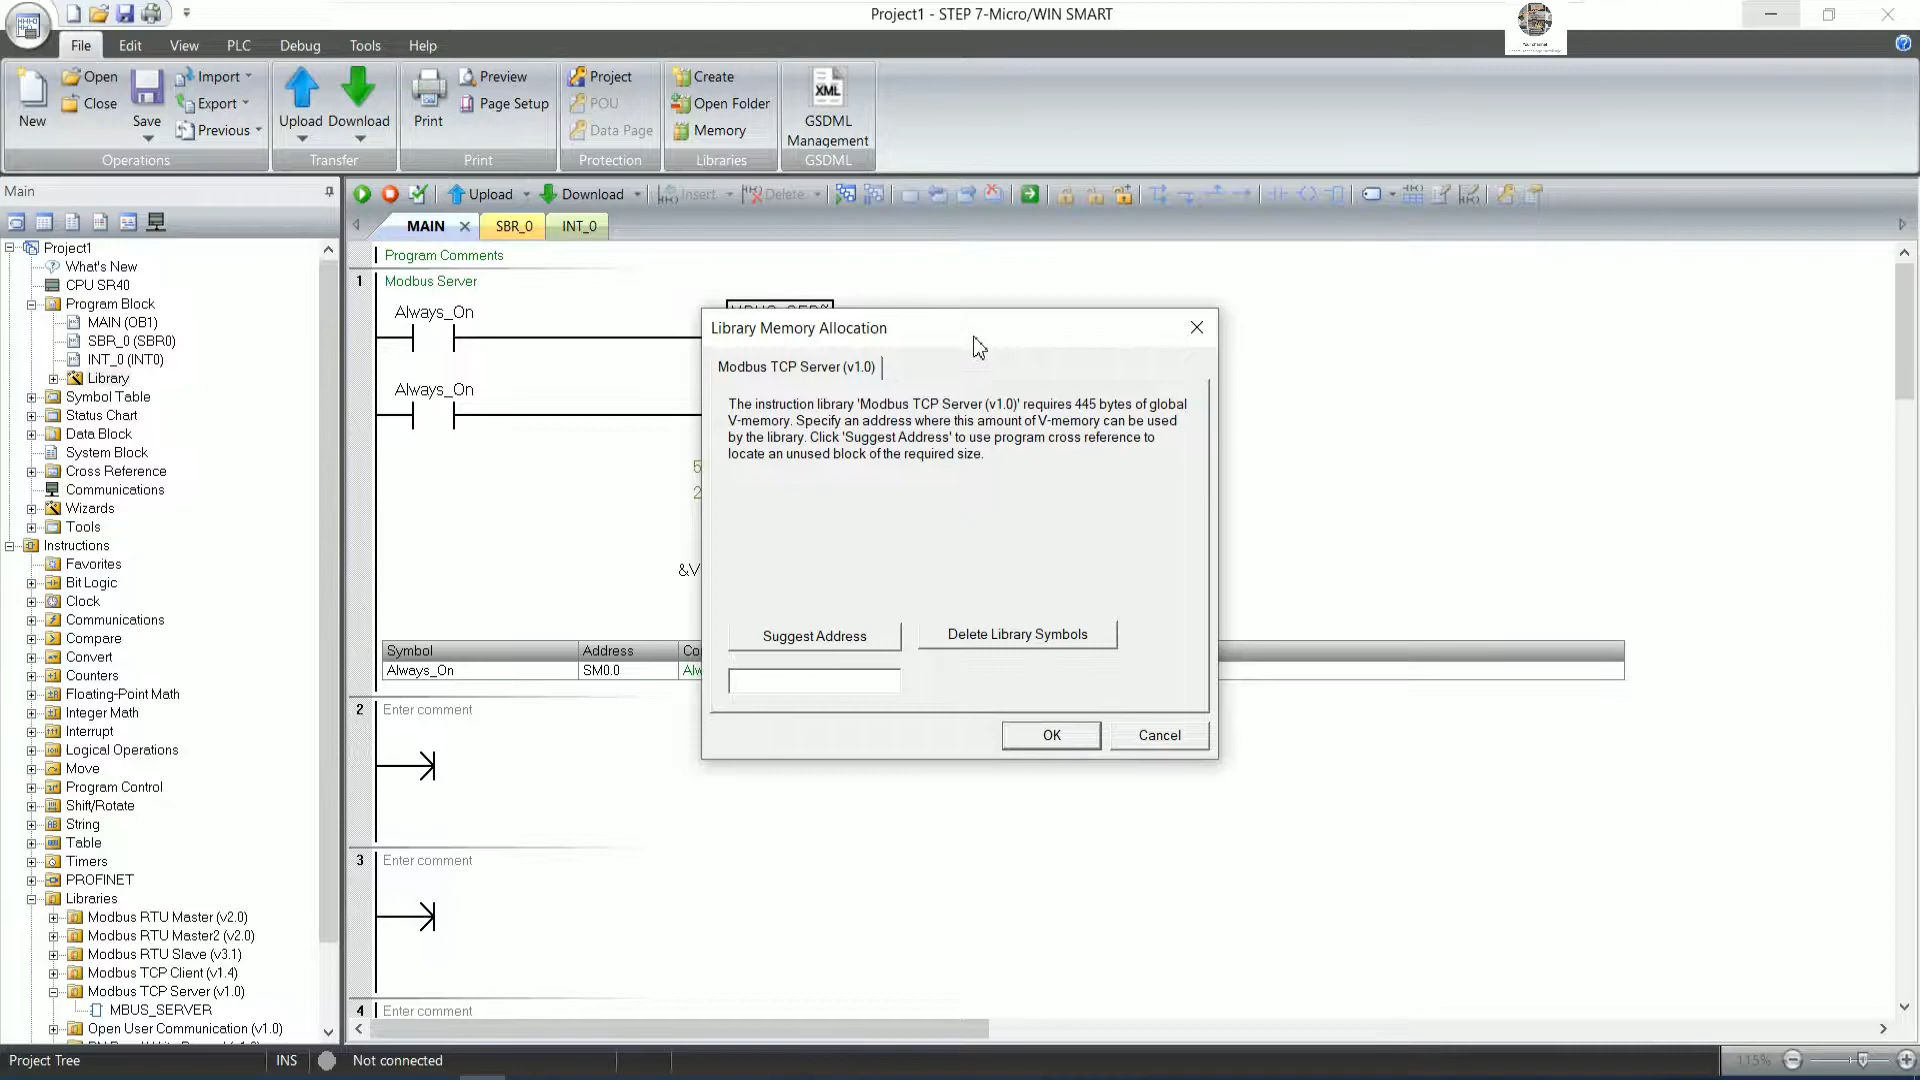 Project1 - STEP 7-Micro/WIN SMART
Your channel
File Edit View PLC Debug Tools Help
New
Open
Close
Save
Import
Export
Previous
Operations
Upload
Download
Transfer
Print
Preview
Page Setup
Print
Project
POU
Data Page
Protection
Create
Open Folder
Memory
Libraries
XML
GSDML
Management
GSDML
Main
Upload Download Insert Delete
MAIN SBR_0 INT_0
Project1
What's New
CPU SR40
Program Block
MAIN (OB1)
SBR_0 (SBR0)
INT_0 (INT0)
Library
Symbol Table
Status Chart
Data Block
System Block
Cross Reference
Communications
Wizards
Tools
Instructions
Favorites
Bit Logic
Clock
Communications
Compare
Convert
Counters
Floating-Point Math
Integer Math
Interrupt
Logical Operations
Move
Program Control
Shift/Rotate
String
Table
Timers
PROFINET
Libraries
Modbus RTU Master (v2.0)
Modbus RTU Master2 (v2.0)
Modbus RTU Slave (v3.1)
Modbus TCP Client (v1.4)
Modbus TCP Server (v1.0)
MBUS_SERVER
Open User Communication (v1.0)
Program Comments
1 Modbus Server
Always_On
Always_On
5
2
&V
Symbol Address Co
Always_On SM0.0 Alw
2 Enter comment
3 Enter comment
4 Enter comment
Library Memory Allocation
Modbus TCP Server (v1.0)
The instruction library 'Modbus TCP Server (v1.0)' requires 445 bytes of global
V-memory. Specify an address where this amount of V-memory can be used
by the library. Click 'Suggest Address' to use program cross reference to
locate an unused block of the required size.
Suggest Address
Delete Library Symbols
OK
Cancel
Project Tree INS Not connected 115%